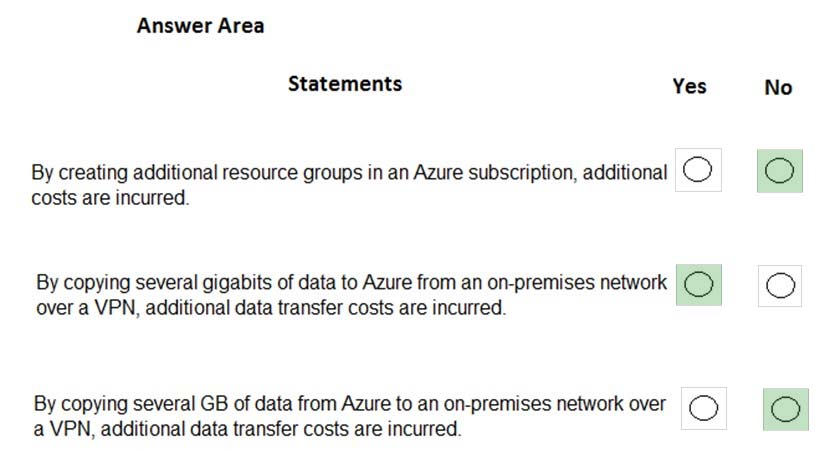 Answer Area
Statements Yes No
By creating additional resource groups in an Azure subscription, additional
costs are incurred.
By copying several gigabits of data to Azure from an on-premises network
over a VPN, additional data transfer costs are incurred.
By copying several GB of data from Azure to an on-premises network over
a VPN, additional data transfer costs are incurred.